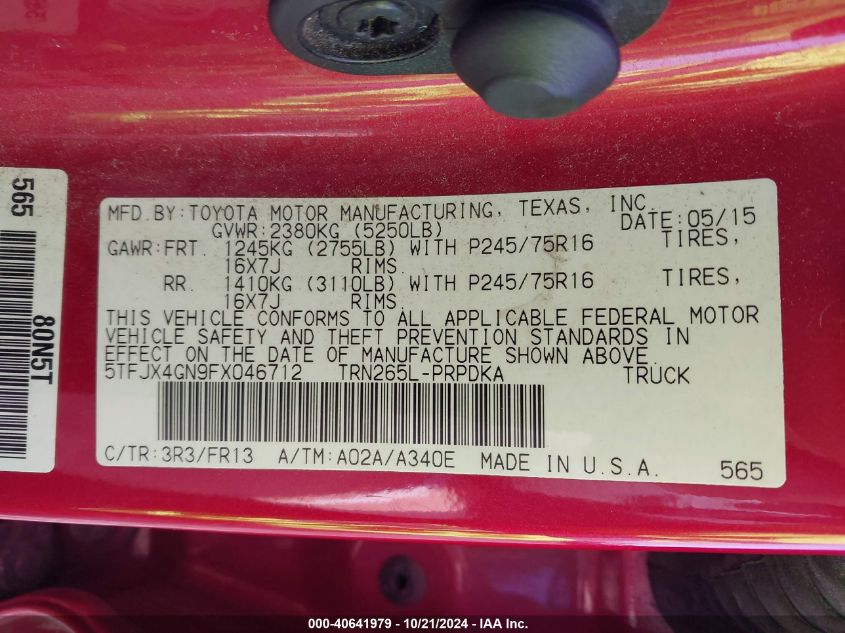 565
80N5T
MFD.BY:TOYOTA MOTOR MANUFACTURING, TEXAS, INC.
GVWR:2380KG (5250LB) DATE:05/15
GAWR:FRT. 1245KG (2755LB) WITH P245/75R16 TIRES,
16X7J RIMS.
RR. 1410KG (3110LB) WITH P245/75R16 TIRES,
16X7J RIMS.
THIS VEHICLE CONFORMS TO ALL APPLICABLE FEDERAL MOTOR
VEHICLE SAFETY AND THEFT PREVENTION STANDARDS IN
EFFECT ON THE DATE OF MANUFACTURE SHOWN ABOVE.
5TFJX4GN9FX046712 TRN265L-PRPDKA TRUCK
C/TR:3R3/FR13 A/TM:A02A/A340E MADE IN U.S.A. 565
000-40641979 - 10/21/2024 - IAA Inc.